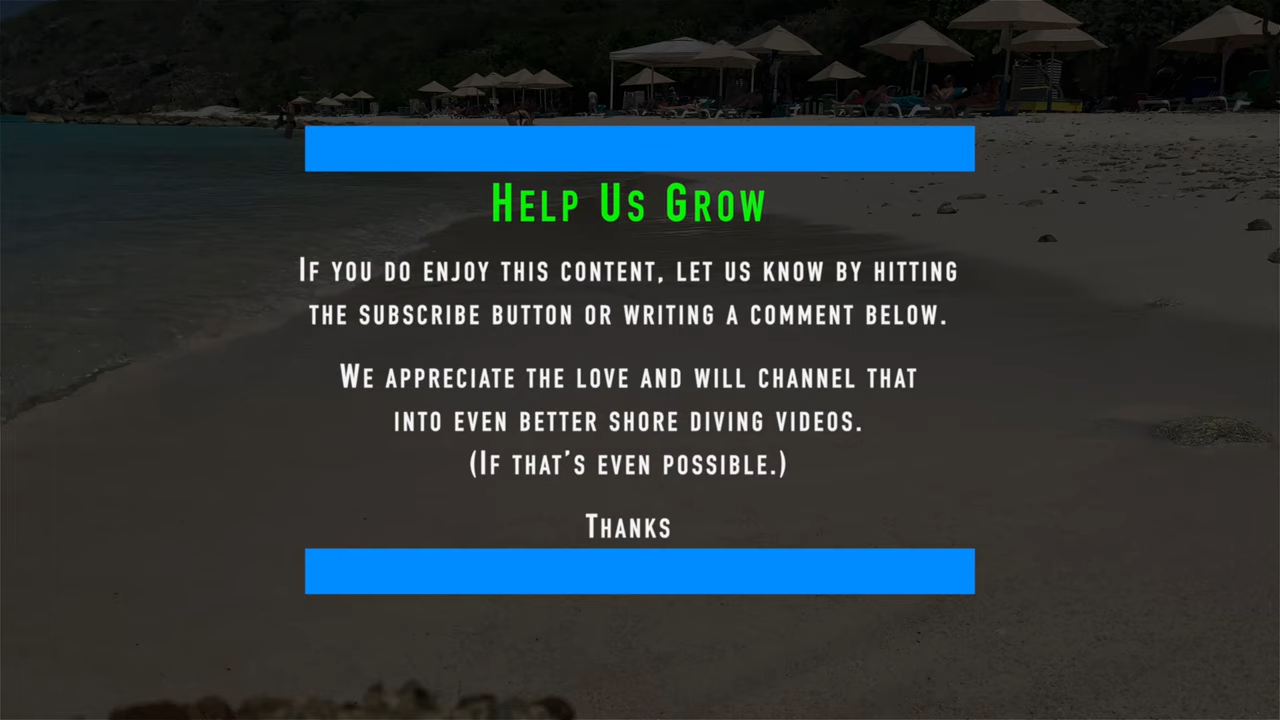 Help Us Grow
If you do enjoy this content, let us know by hitting
the subscribe button or writing a comment below.
We appreciate the love and will channel that
into even better shore diving videos.
(If that's even possible.)
Thanks